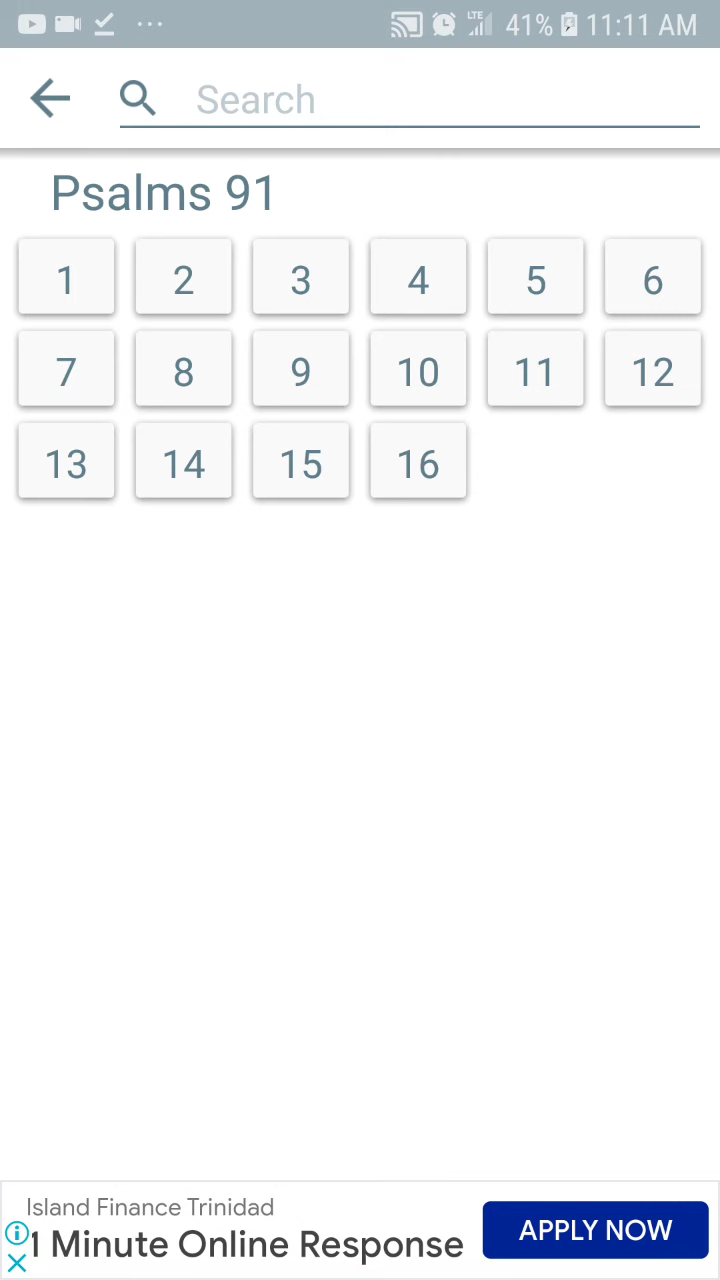 LTE 41% 11:11 AM
Search
Psalms 91
1 2 3 4 5 6
7 8 9 10 11 12
13 14 15 16
Island Finance Trinidad
1 Minute Online Response
APPLY NOW